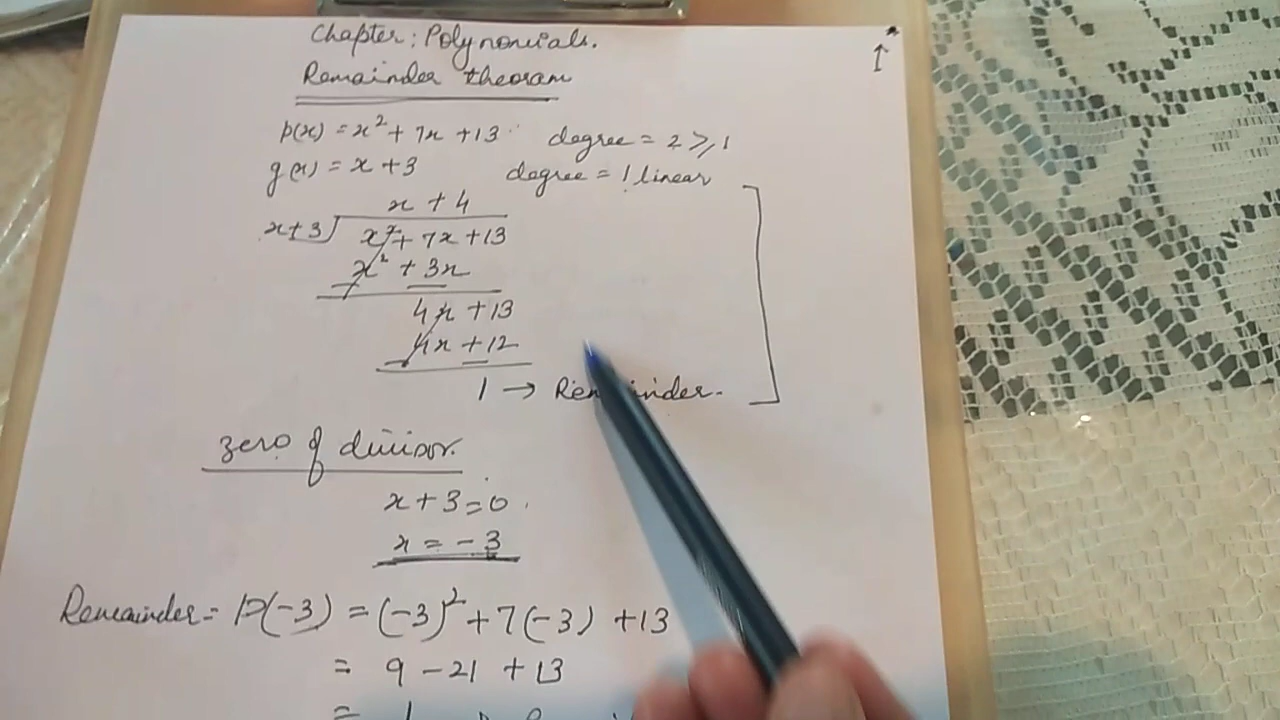 Chapter: Polynomials.
Remainder theoram
p(x) = x² + 7x + 13 degree = 2 ≥ 1
g(x) = x + 3 degree = 1 linear
x + 4
x+3) x² + 7x + 13
x² + 3x
4x + 13
4x + 12
1 → Remainder.
zero of divisor.
x + 3 = 0
x = - 3
Remainder = P(-3) = (-3)² + 7(-3) + 13
= 9 - 21 + 13
= 1